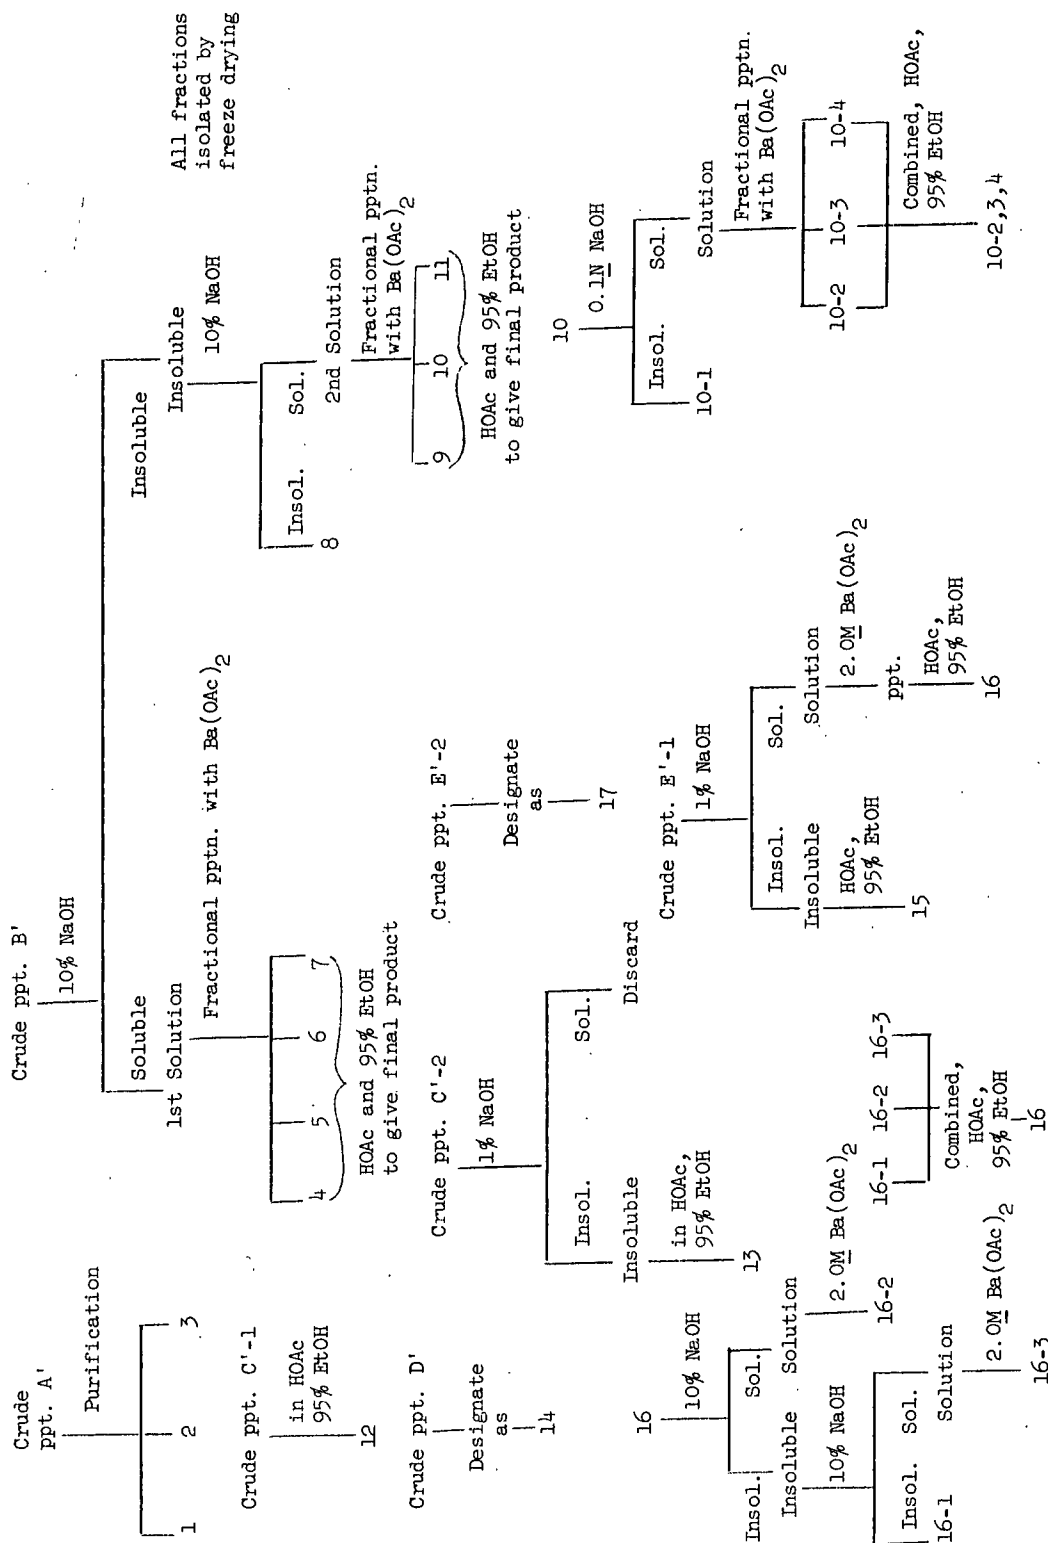 Crude
ppt. A'
Purification
1
2
3
Crude ppt. B'
10% NaOH
Soluble
1st Solution
Fractional pptn. with Ba(OAc)2
4
5
6
7
HOAc and 95% EtOH
to give final product
Insoluble
Insoluble
10% NaOH
Insol.
Sol.
8
2nd Solution
Fractional pptn.
with Ba(OAc)2
9
10
11
HOAc and 95% EtOH
to give final product
All fractions
isolated by
freeze drying
Crude ppt. C'-1
in HOAc
95% EtOH
12
Crude ppt. C'-2
1% NaOH
Insol.
Sol.
Insoluble
Discard
in HOAc,
95% EtOH
13
Crude ppt. E'-2
Designate
as
17
10
0.1N NaOH
Insol.
Sol.
10-1
Solution
Fractional pptn.
with Ba(OAc)2
10-2
10-3
10-4
Combined, HOAc,
95% EtOH
10-2,3,4
Crude ppt. D'
Designate
as
14
Crude ppt. E'-1
1% NaOH
Insol.
Sol.
Insoluble
Solution
HOAc,
95% EtOH
15
2.0M Ba(OAc)2
ppt.
HOAc,
95% EtOH
16
16
10% NaOH
Insol.
Sol.
Insoluble
Solution
2.0M Ba(OAc)2
16-2
10% NaOH
Insol.
Sol.
16-1
Solution
2.0M Ba(OAc)2
16-3
16-1
16-2
16-3
Combined,
HOAc,
95% EtOH
16